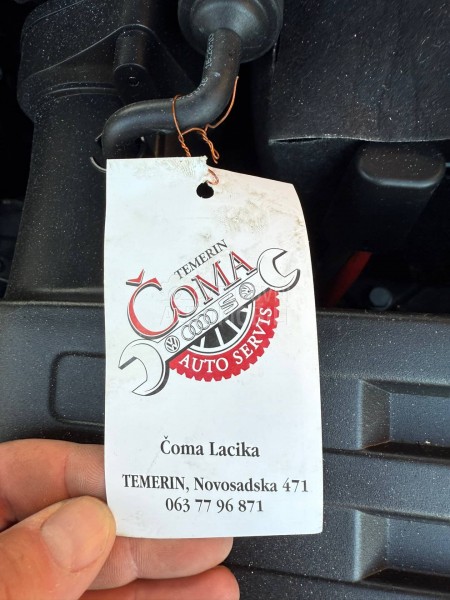 TEMERIN
ČOMA
AUTO SERVIS
Čoma Lacika
TEMERIN, Novosadska 471
063 77 96 871